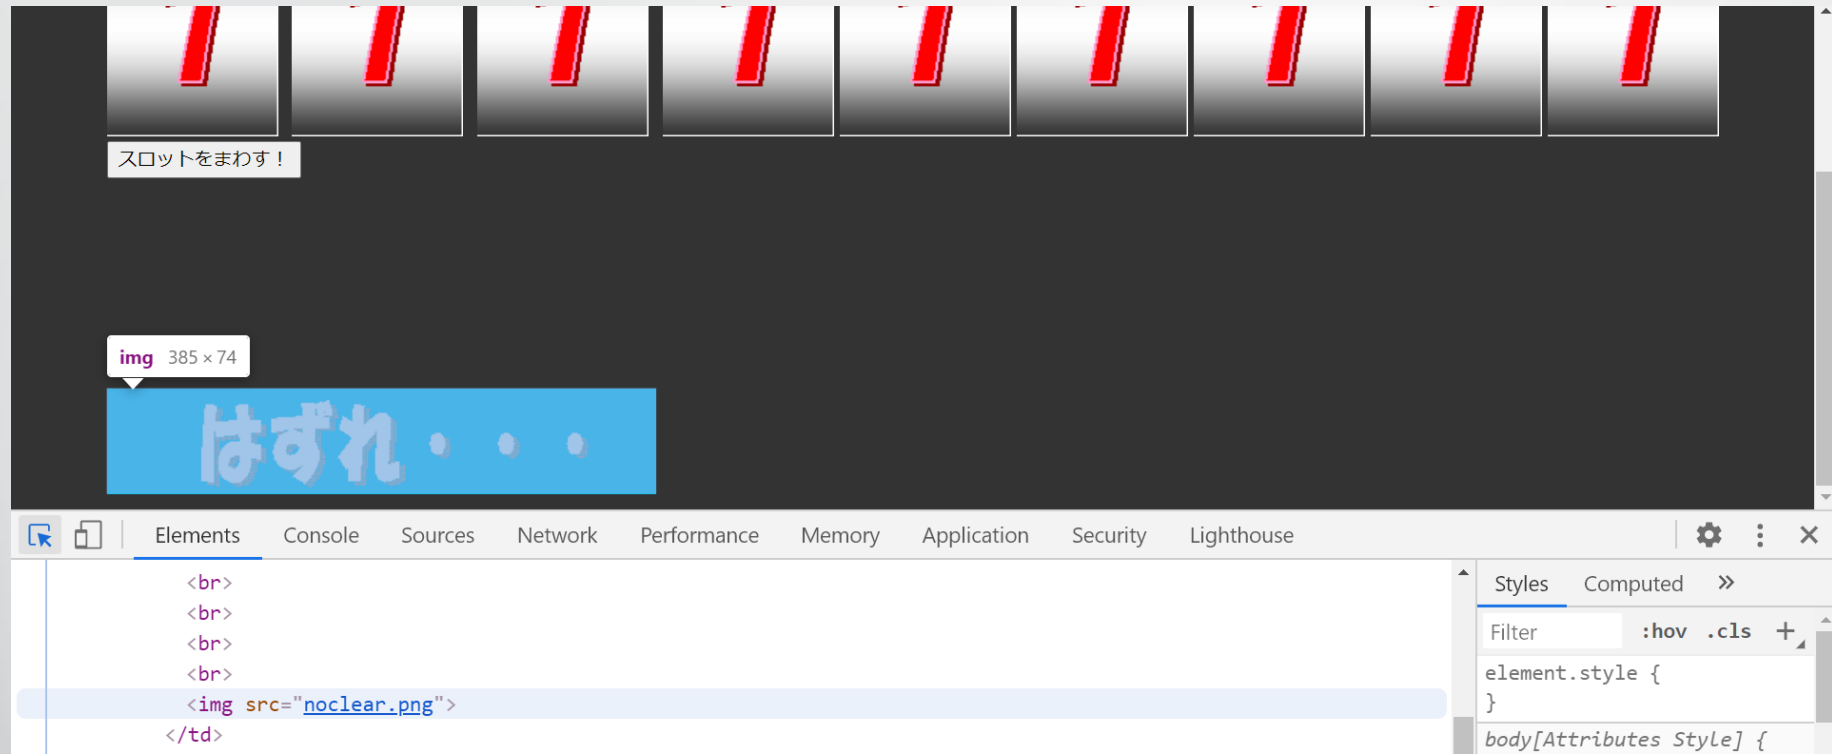 スロットをまわす！
img 385 × 74
はずれ・・・
Elements Console Sources Network Performance Memory Application Security Lighthouse
<br>
<br>
<br>
<br>
<img src="noclear.png">
</td>
Styles Computed »
Filter :hov .cls +
element.style {
}
body[Attributes Style] {